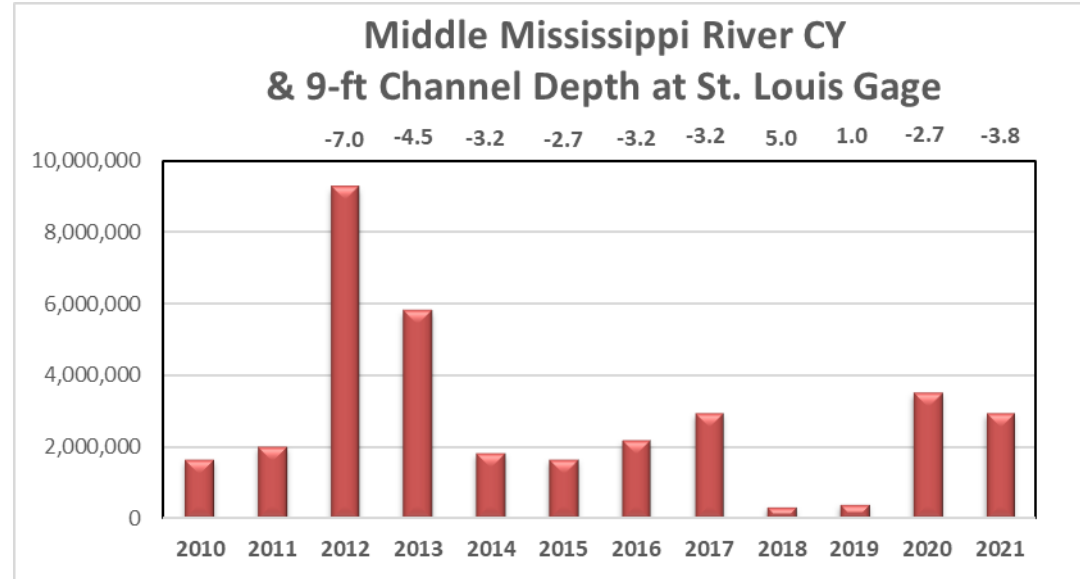 Middle Mississippi River CY
& 9-ft Channel Depth at St. Louis Gage
-7.0 -4.5 -3.2 -2.7 -3.2 -3.2 5.0 1.0 -2.7 -3.8
10,000,000
8,000,000
6,000,000
4,000,000
2,000,000
0
2010 2011 2012 2013 2014 2015 2016 2017 2018 2019 2020 2021